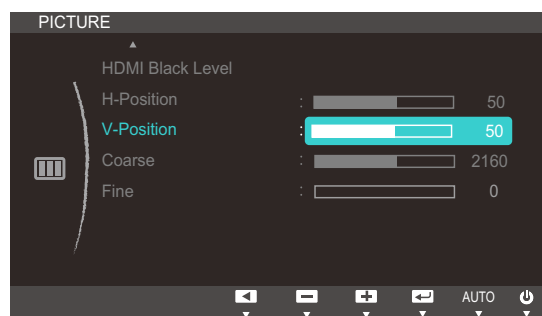 PICTURE
HDMI Black Level
H-Position : 50
V-Position : 50
Coarse : 2160
Fine : 0
AUTO